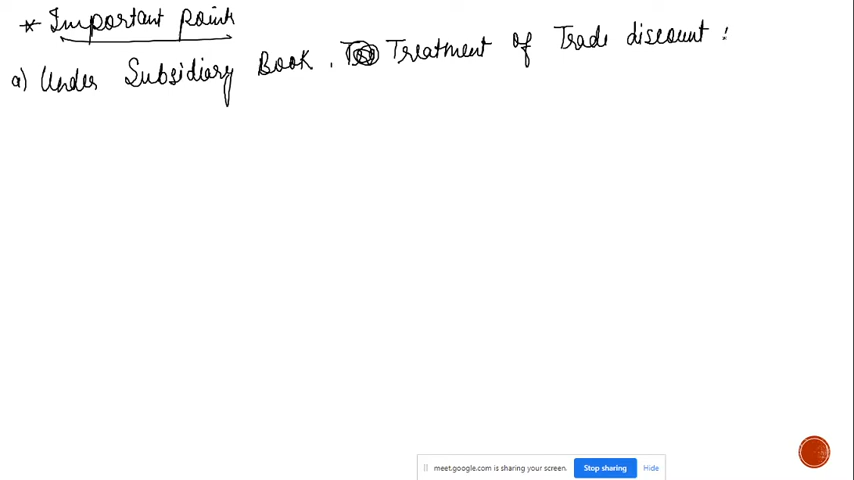 * Important point
a) Under Subsidiary Book. Treatment of Trade discount :
meet.google.com is sharing your screen. Stop sharing Hide